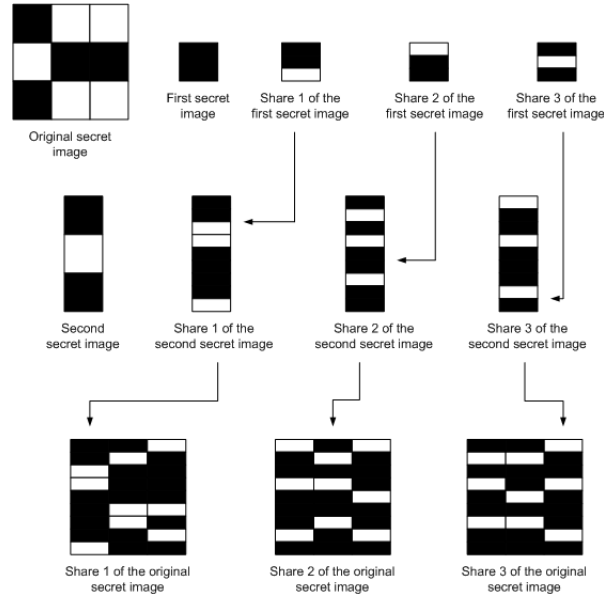 Original secret
image
First secret
image
Share 1 of the
first secret image
Share 2 of the
first secret image
Share 3 of the
first secret image
Second
secret image
Share 1 of the
second secret image
Share 2 of the
second secret image
Share 3 of the
second secret image
Share 1 of the original
secret image
Share 2 of the original
secret image
Share 3 of the original
secret image